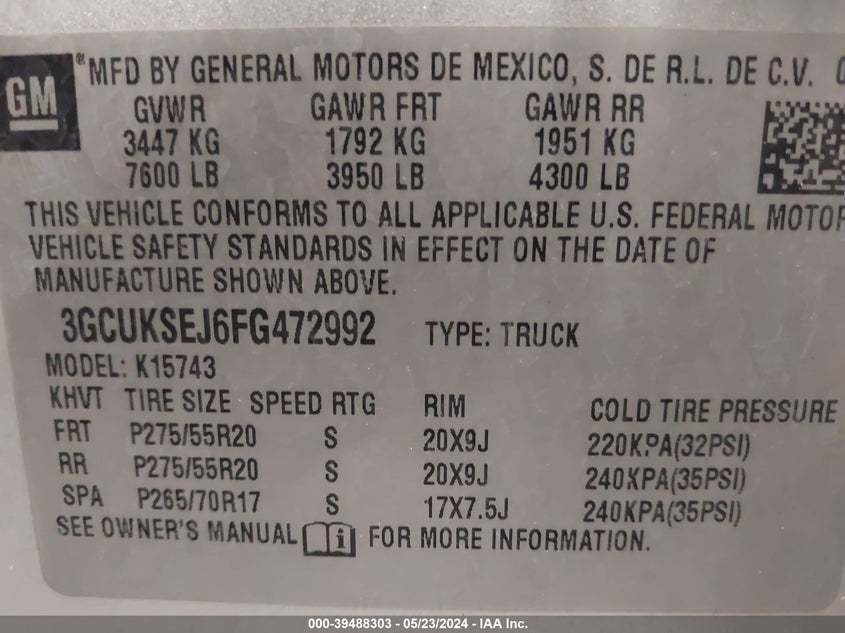 GM
®MFD BY GENERAL MOTORS DE MEXICO, S. DE R.L. DE C.V.
GVWR GAWR FRT GAWR RR
3447 KG 1792 KG 1951 KG
7600 LB 3950 LB 4300 LB
THIS VEHICLE CONFORMS TO ALL APPLICABLE U.S. FEDERAL MOTOR
VEHICLE SAFETY STANDARDS IN EFFECT ON THE DATE OF
MANUFACTURE SHOWN ABOVE.
3GCUKSEJ6FG472992 TYPE: TRUCK
MODEL: K15743
KHVT TIRE SIZE SPEED RTG RIM COLD TIRE PRESSURE
FRT P275/55R20 S 20X9J 220KPA(32PSI)
RR P275/55R20 S 20X9J 240KPA(35PSI)
SPA P265/70R17 S 17X7.5J 240KPA(35PSI)
SEE OWNER'S MANUAL i FOR MORE INFORMATION.
000-39488303 - 05/23/2024 - IAA Inc.